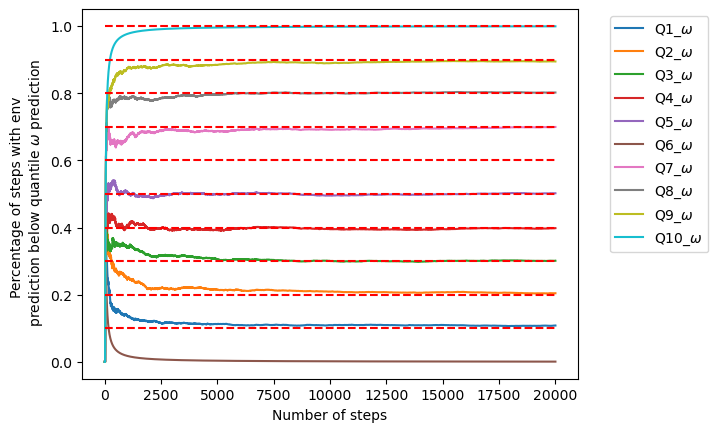 Percentage of steps with env
prediction below quantile ω prediction
1.0
0.8
0.6
0.4
0.2
0.0
0
2500
5000
7500
10000
12500
15000
17500
20000
Number of steps
Q1_ω
Q2_ω
Q3_ω
Q4_ω
Q5_ω
Q6_ω
Q7_ω
Q8_ω
Q9_ω
Q10_ω